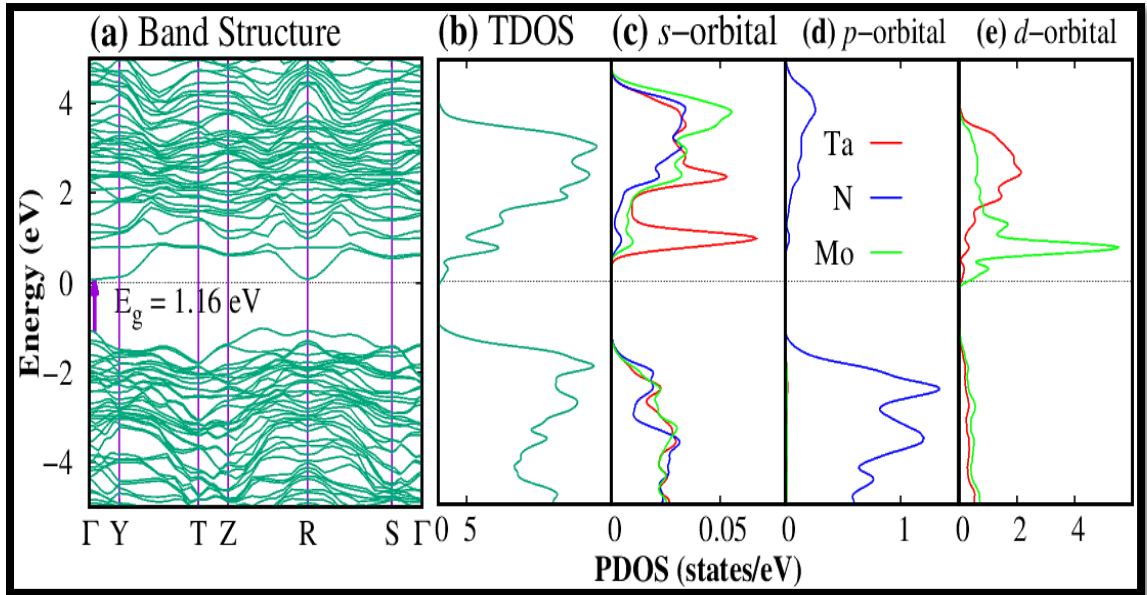 (a) Band Structure
(b) TDOS
(c) s-orbital
(d) p-orbital
(e) d-orbital
Energy (eV)
4
2
0
−2
−4
E_g = 1.16 eV
Ta
N
Mo
Γ Y T Z R S Γ
0 5
0 0.05
0 1
0 2 4
PDOS (states/eV)